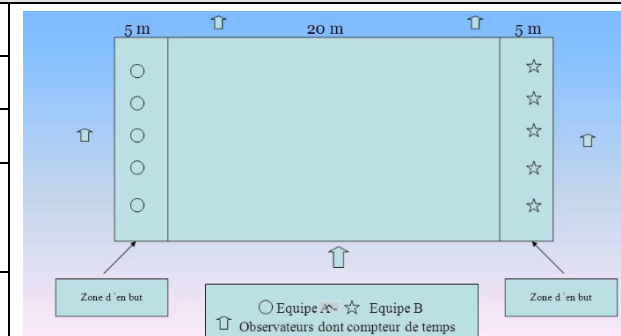 5 m 20 m 5 m
Zone d 'en but
Zone d 'en but
Equipe A Equipe B
Observateurs dont compteur de temps